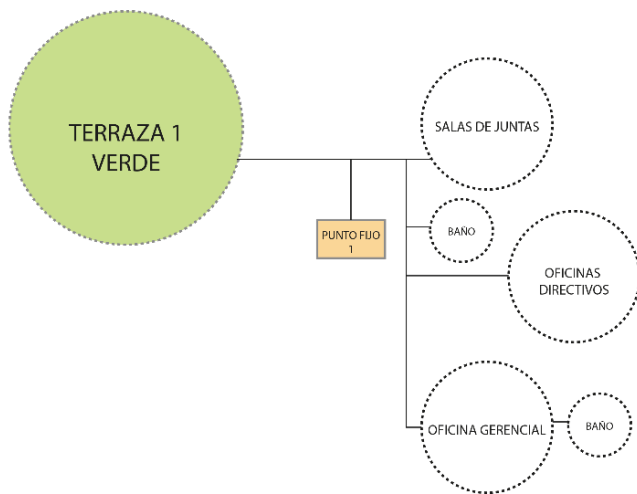 TERRAZA 1
VERDE
SALAS DE JUNTAS
PUNTO FIJO
1
BAÑO
OFICINAS
DIRECTIVOS
OFICINA GERENCIAL
BAÑO